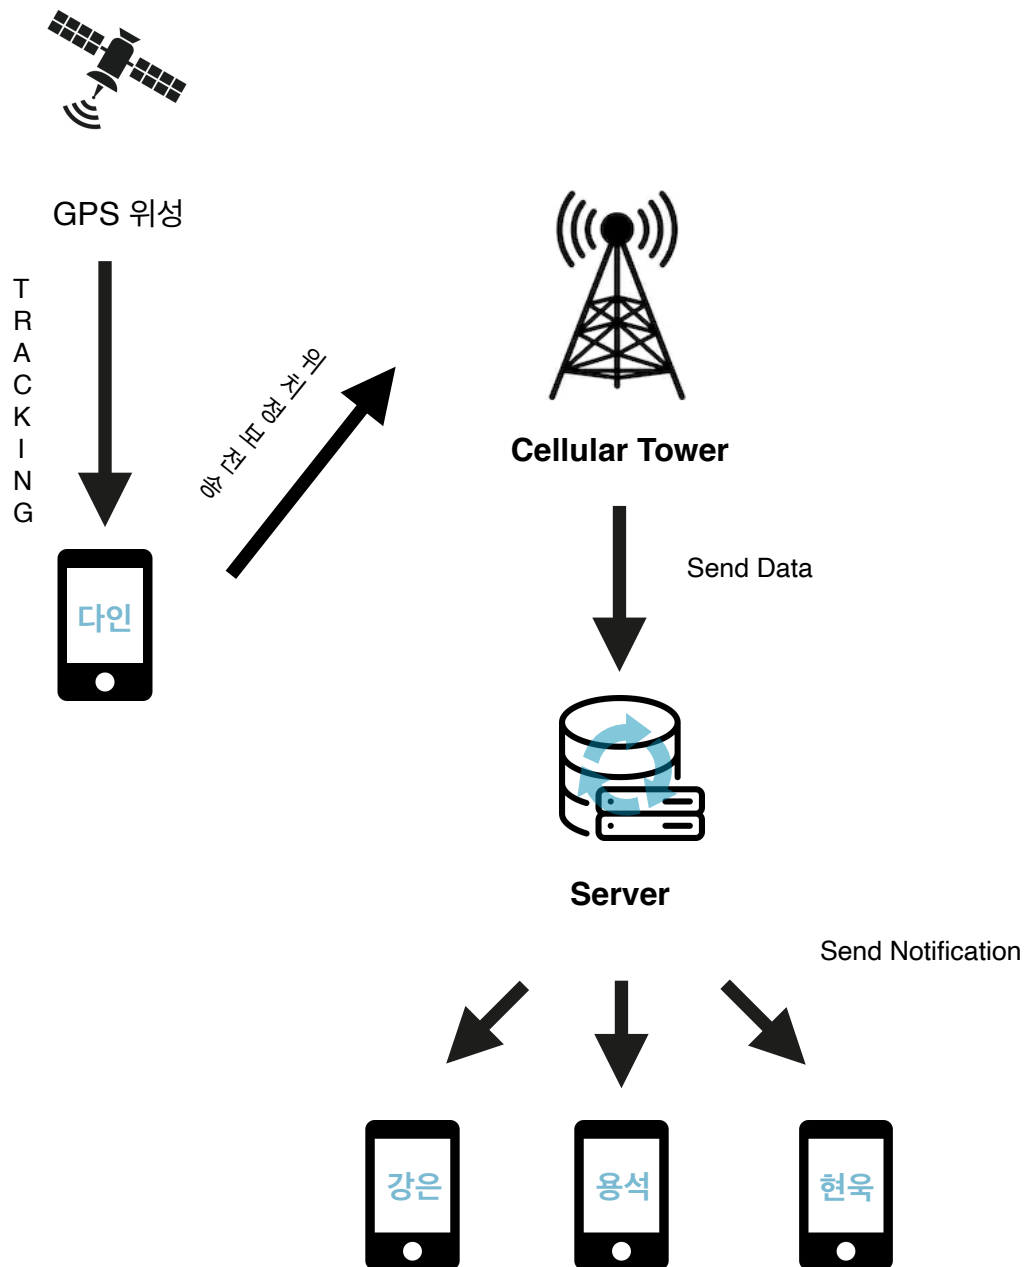 GPS 위성
TRACKING
위치정보전송
다인
Cellular Tower
Send Data
Server
Send Notification
강은
용석
현욱